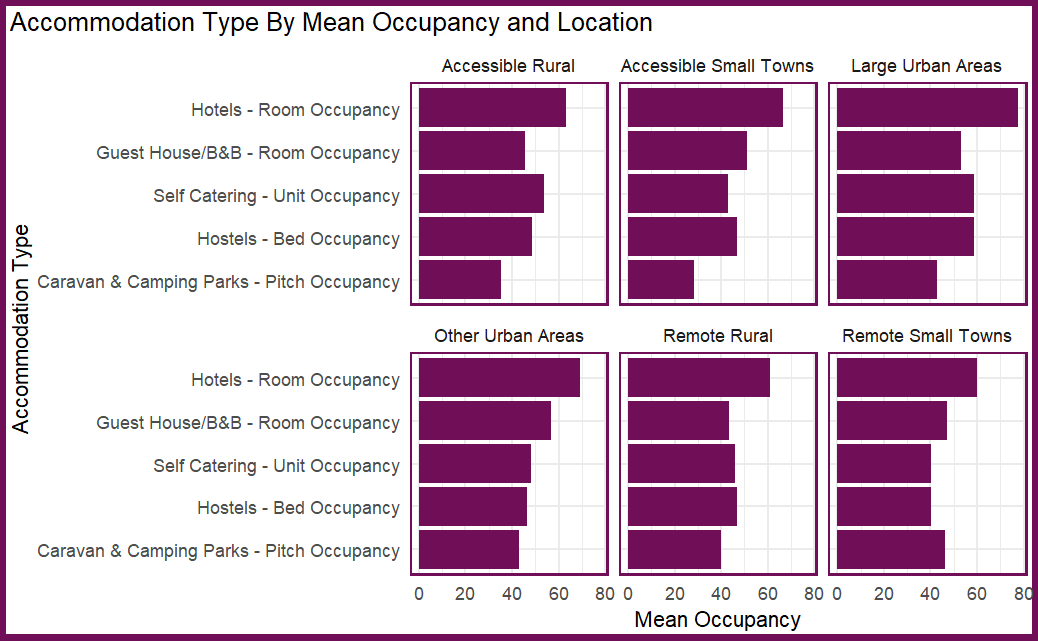 Accommodation Type By Mean Occupancy and Location
Accessible Rural
Accessible Small Towns
Large Urban Areas
Hotels - Room Occupancy
Guest House/B&B - Room Occupancy
Self Catering - Unit Occupancy
Hostels - Bed Occupancy
Caravan & Camping Parks - Pitch Occupancy
Accommodation Type
Other Urban Areas
Remote Rural
Remote Small Towns
Hotels - Room Occupancy
Guest House/B&B - Room Occupancy
Self Catering - Unit Occupancy
Hostels - Bed Occupancy
Caravan & Camping Parks - Pitch Occupancy
0 20 40 60 80 0 20 40 60 80 0 20 40 60 80
Mean Occupancy